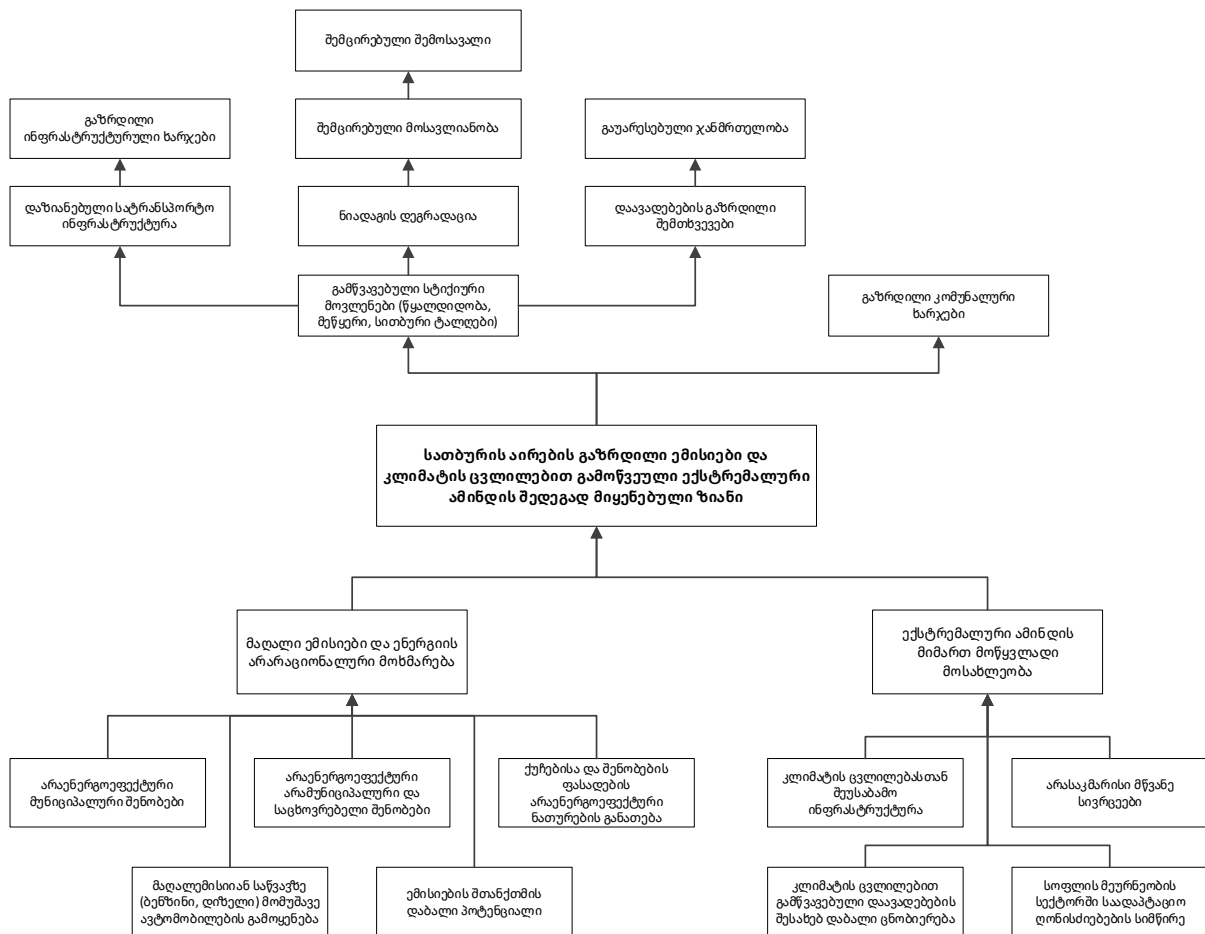 შემცირებული შემოსავალი
გაზრდილი
ინფრასტრუქტურული ხარჯები
შემცირებული მოსავლიანობა
გაუარესებული ჯანმრთელობა
დაზიანებული სატრანსპორტო
ინფრასტრუქტურა
ნიადაგის დეგრადაცია
დაავადებების გაზრდილი
შემთხვევები
გამწვავებული სტიქიური
მოვლენები (წყალდიდობა,
მეწყერი, სითბური ტალღები)
გაზრდილი კომუნალური
ხარჯები
სათბურის აირების გაზრდილი ემისიები და
კლიმატის ცვლილებით გამოწვეული ექსტრემალური
ამინდის შედეგად მიყენებული ზიანი
მაღალი ემისიები და ენერგიის
არარაციონალური მოხმარება
ექსტრემალური ამინდის
მიმართ მოწყვლადი
მოსახლეობა
არაენერგოეფექტური
მუნიციპალური შენობები
არაენერგოეფექტური
არამუნიციპალური და
საცხოვრებელი შენობები
ქუჩებისა და შენობების
ფასადების
არაენერგოეფექტური
ნათურების განათება
კლიმატის ცვლილებასთან
შეუსაბამო
ინფრასტრუქტურა
არასაკმარისი მწვანე
სივრცეები
მაღალემისიიან საწვავზე
(ბენზინი, დიზელი) მომუშავე
ავტომობილების გამოყენება
ემისიების შთანქთმის
დაბალი პოტენციალი
კლიმატის ცვლილებით
გამწვავებული დაავადებების
შესახებ დაბალი ცნობიერება
სოფლის მეურნეობის
სექტორში საადაპტაციო
ღონისძიებების სიმწირე